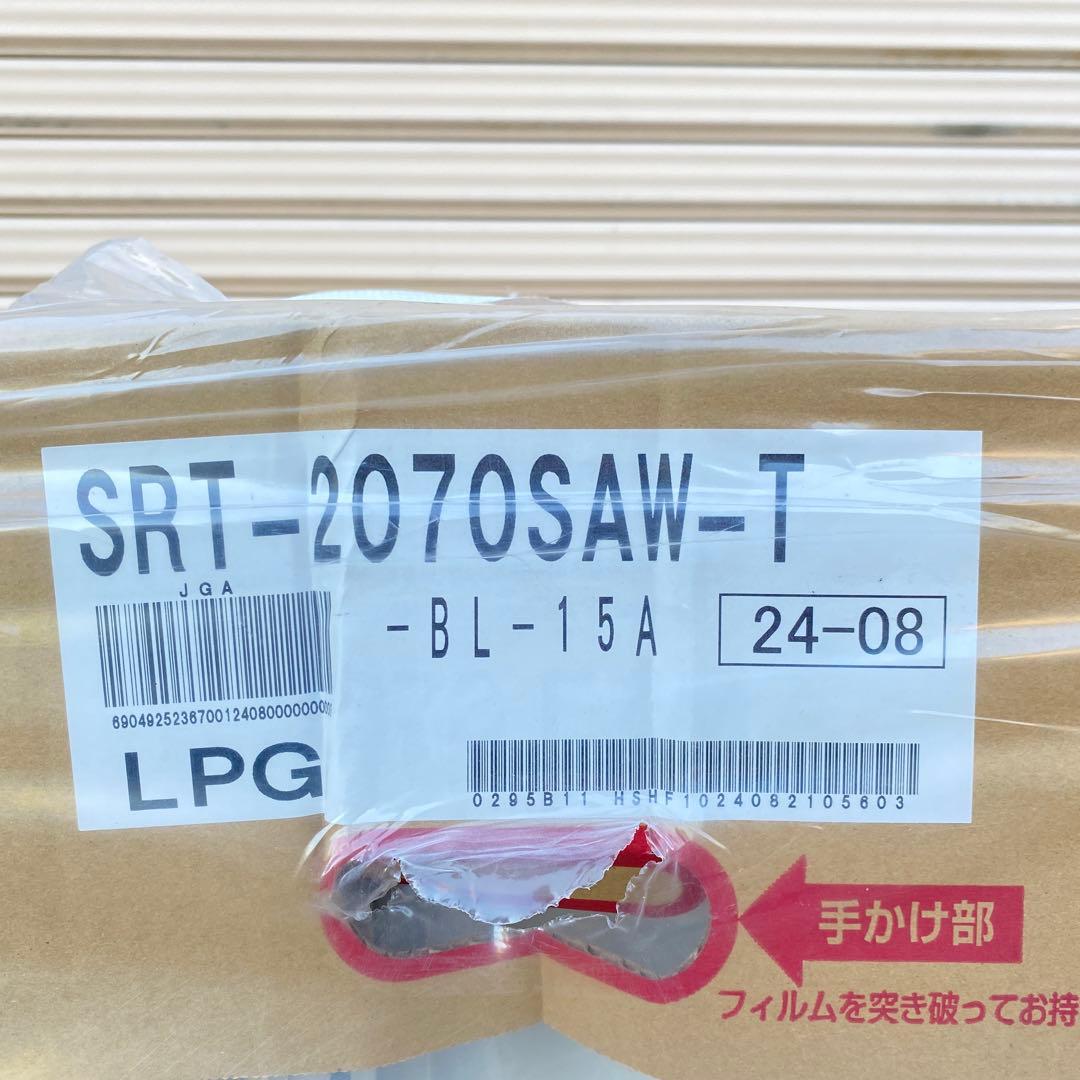 SRT-2070SAW-T
JGA
-BL-15A
24-08
LPG
0295B11 HSHF1024082105603
手かけ部
フィルムを突き破ってお持